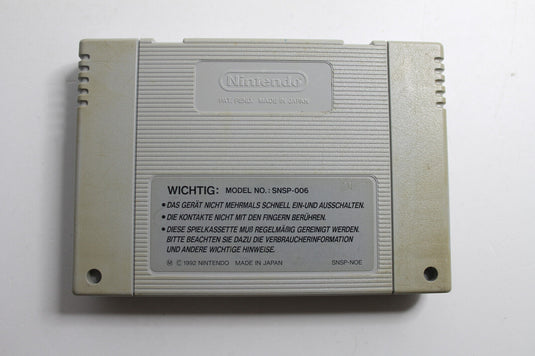 Nintendo
PAT. PEND. MADE IN JAPAN
WICHTIG: MODEL NO.: SNSP-006
• DAS GERÄT NICHT MEHRMALS SCHNELL EIN-UND AUSSCHALTEN.
• DIE KONTAKTE NICHT MIT DEN FINGERN BERÜHREN.
• DIESE SPIELKASSETTE MUß REGELMÄßIG GEREINIGT WERDEN.
BITTE BEACHTEN SIE DAZU DIE VERBRAUCHERINFORMATION
UND ANDERE WICHTIGE HINWEISE.
Ⓜ © 1992 NINTENDO MADE IN JAPAN SNSP-NOE